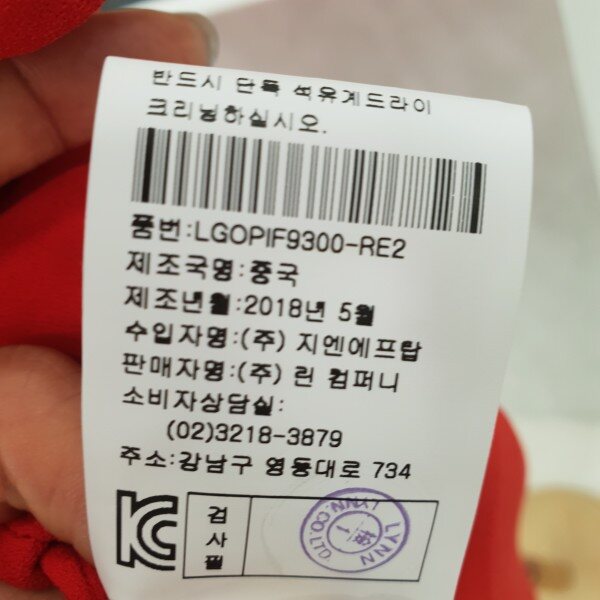 반드시 단독 석유계드라이
크리닝하십시오.
품번:LGOPIF9300-RE2
제조국명:중국
제조년월:2018년 5월
수입자명:(주) 지엔에프탑
판매자명:(주) 린 컴퍼니
소비자상담실:
(02)3218-3879
주소:강남구 영동대로 734
검사필
LYNN CO.LTD. LYNN